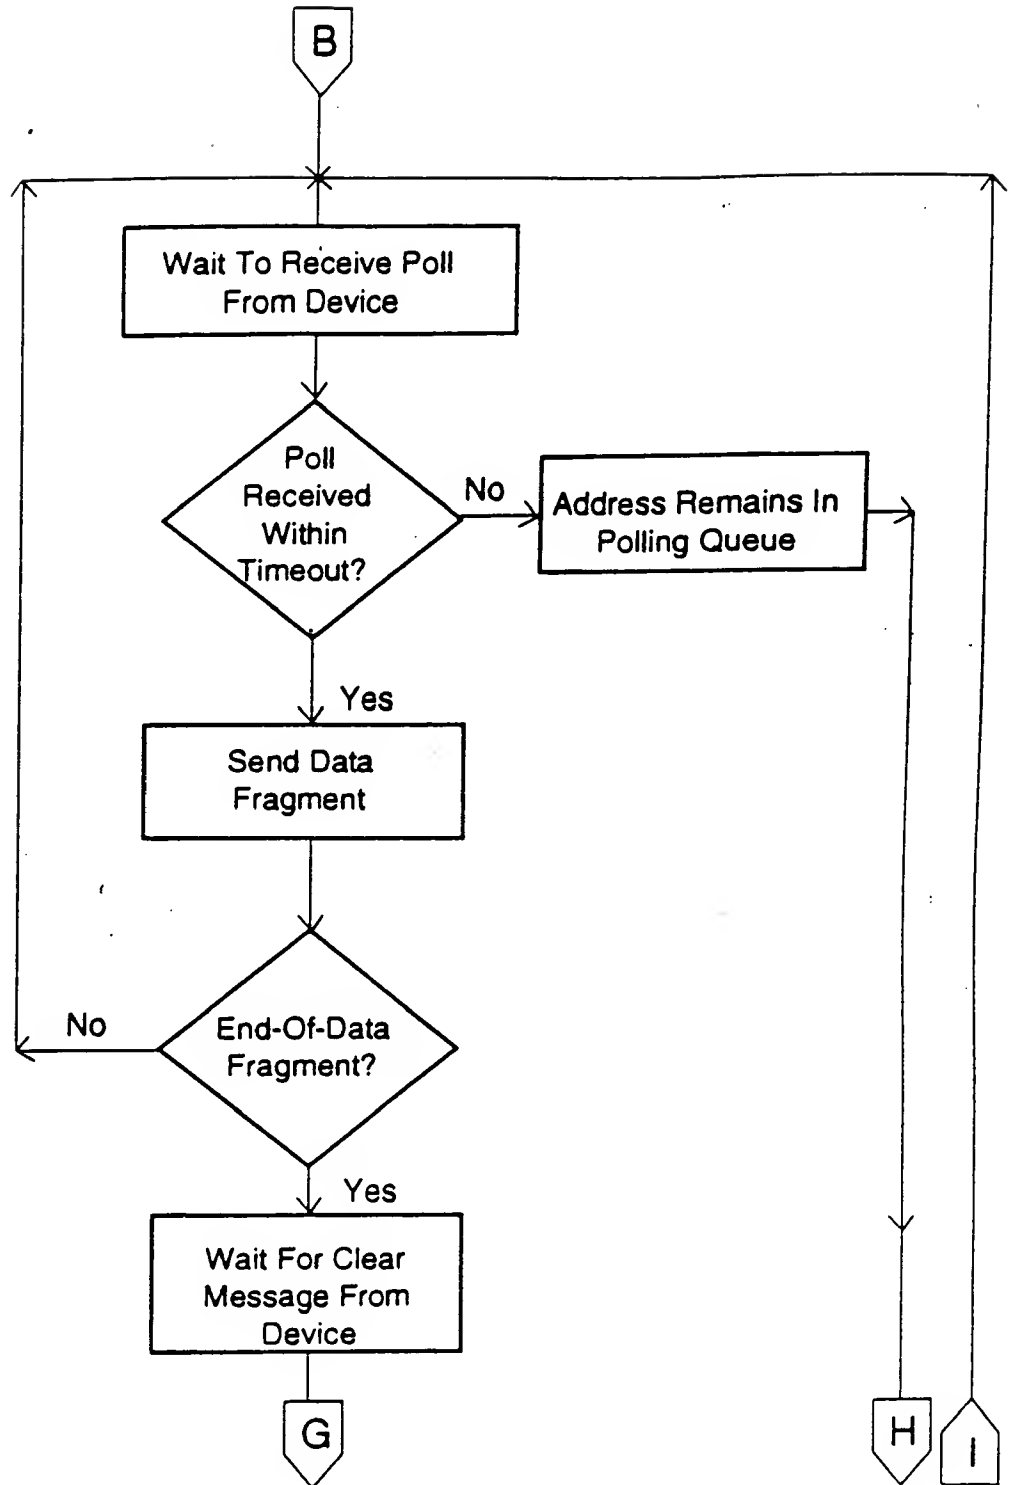 B
Wait To Receive Poll
From Device
Poll
Received
Within
Timeout?
No
Address Remains In
Polling Queue
Yes
Send Data
Fragment
No
End-Of-Data
Fragment?
Yes
Wait For Clear
Message From
Device
G
H
I